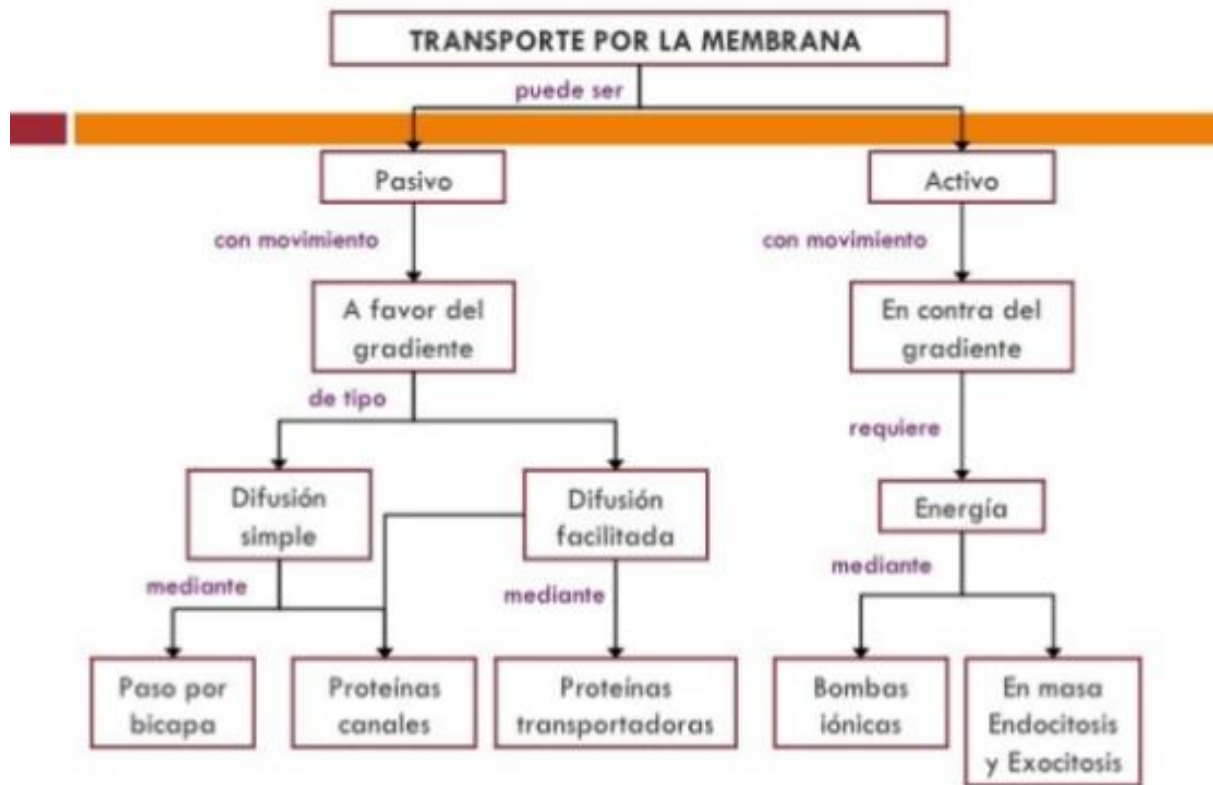 TRANSPORTE POR LA MEMBRANA
puede ser
Pasivo
Activo
con movimiento
con movimiento
A favor del
gradiente
En contra del
gradiente
de tipo
requiere
Difusión
simple
Difusión
facilitada
Energía
mediante
mediante
mediante
Paso por
bicapa
Proteínas
canales
Proteínas
transportadoras
Bombas
iónicas
En masa
Endocitosis
y Exocitosis